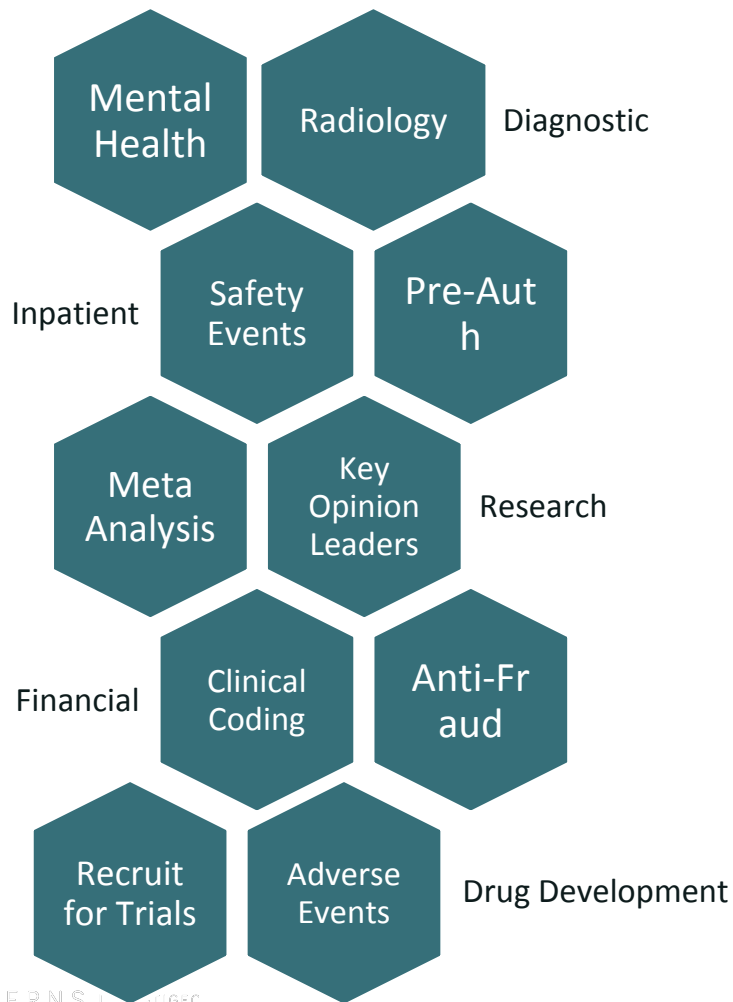 Mental
Health
Radiology
Diagnostic
Inpatient
Safety
Events
Pre-Aut
h
Meta
Analysis
Key
Opinion
Leaders
Research
Financial
Clinical
Coding
Anti-Fr
aud
Recruit
for Trials
Adverse
Events
Drug Development